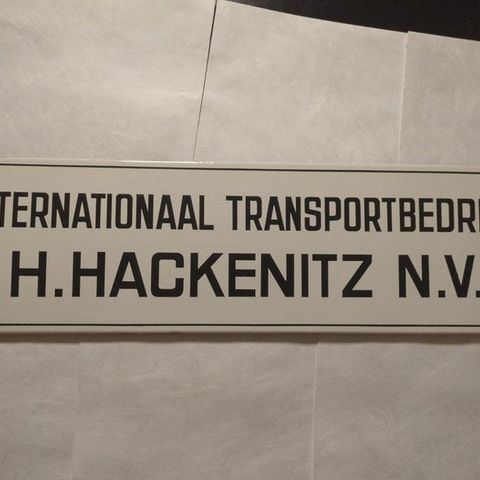 TERNATIONAAL TRANSPORTBEDRI
H.HACKENITZ N.V.